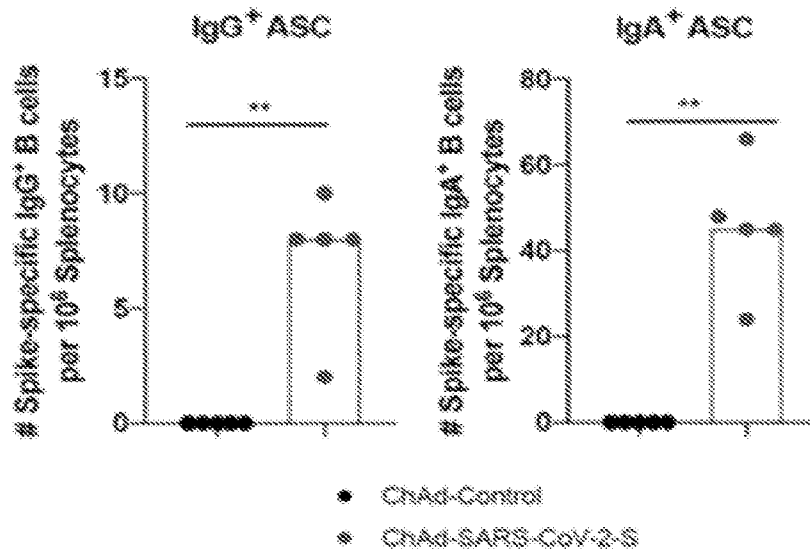 IgG⁺ ASC
# Spike-specific IgG⁺ B cells
per 10⁶ Splenocytes
15
10
5
0
**
IgA⁺ ASC
# Spike-specific IgA⁺ B cells
per 10⁶ Splenocytes
80
60
40
20
0
**
ChAd-Control
ChAd-SARS-CoV-2-S